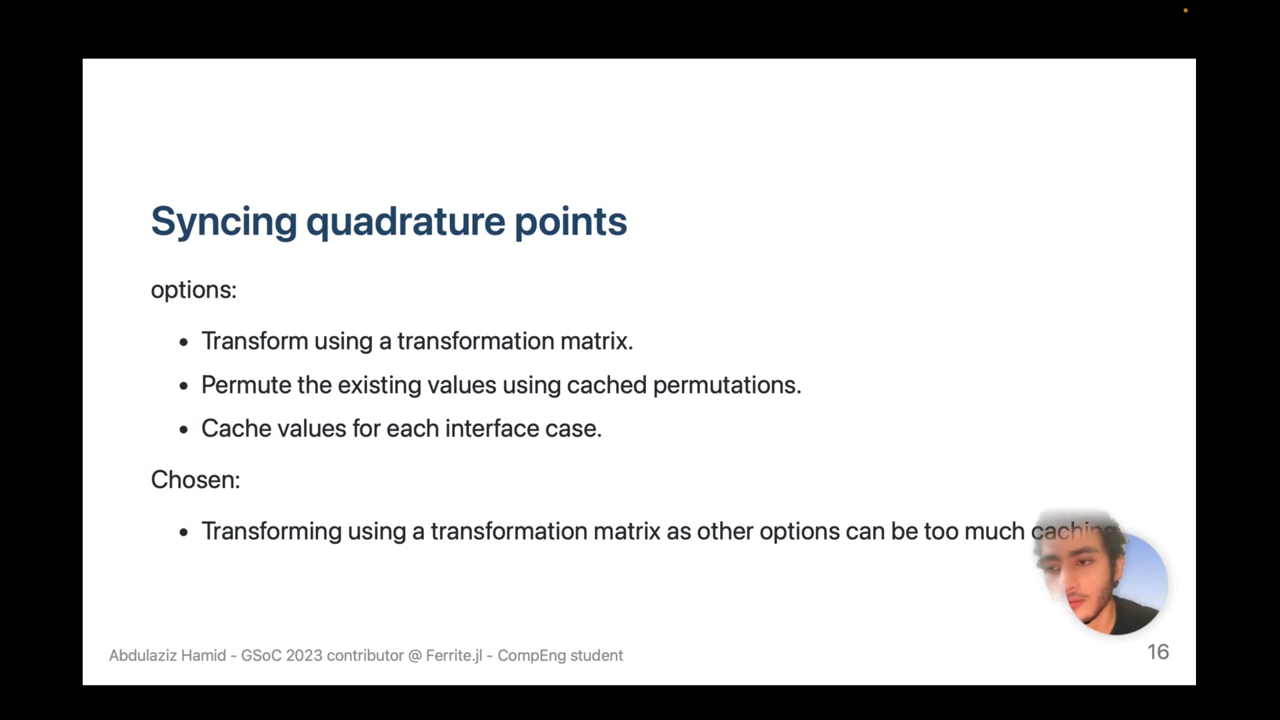 Syncing quadrature points
options:
• Transform using a transformation matrix.
• Permute the existing values using cached permutations.
• Cache values for each interface case.
Chosen:
• Transforming using a transformation matrix as other options can be too much caching
Abdulaziz Hamid - GSoC 2023 contributor @ Ferrite.jl - CompEng student
16